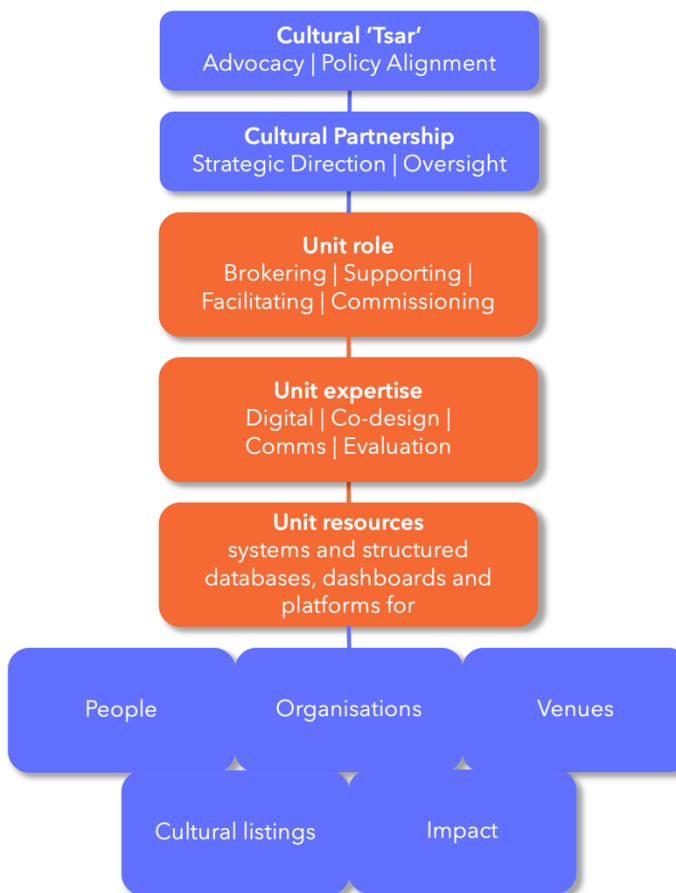 Cultural ‘Tsar’
Advocacy | Policy Alignment
Cultural Partnership
Strategic Direction | Oversight
Unit role
Brokering | Supporting |
Facilitating | Commissioning
Unit expertise
Digital | Co-design |
Comms | Evaluation
Unit resources
systems and structured
databases, dashboards and
platforms for
People
Organisations
Venues
Cultural listings
Impact